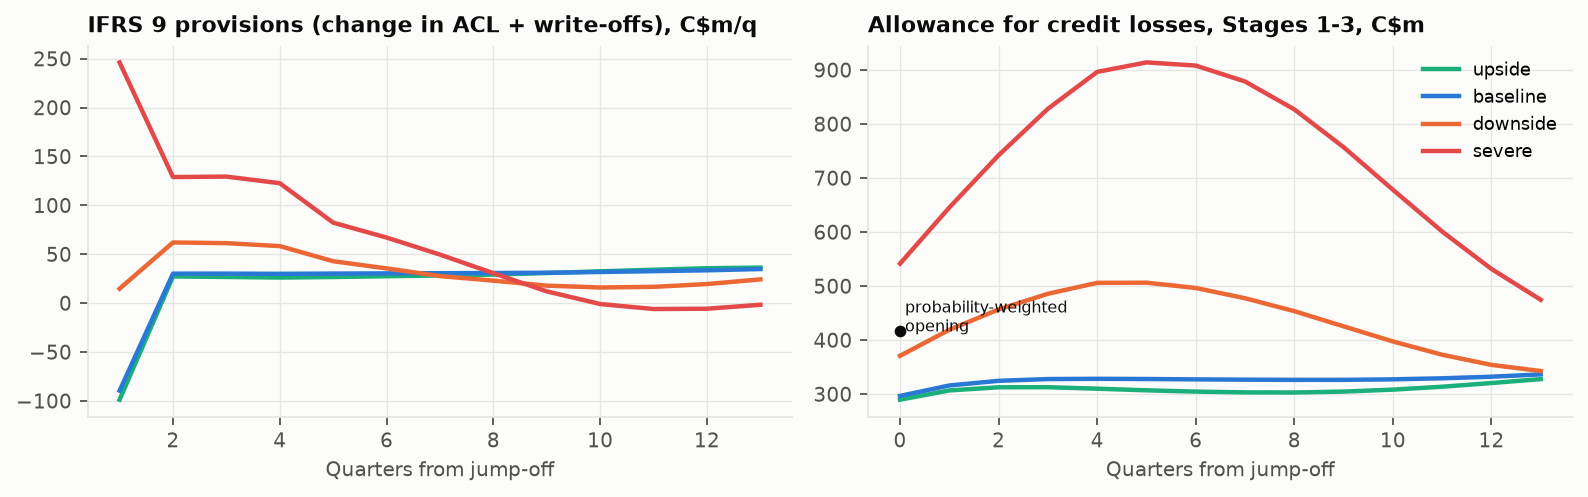 IFRS 9 provisions (change in ACL + write-offs), C$m/q
250
200
150
100
50
0
−50
−100
2
4
6
8
10
12
Quarters from jump-off
Allowance for credit losses, Stages 1-3, C$m
900
800
700
600
500
400
300
upside
baseline
downside
severe
probability-weighted
opening
0
2
4
6
8
10
12
Quarters from jump-off